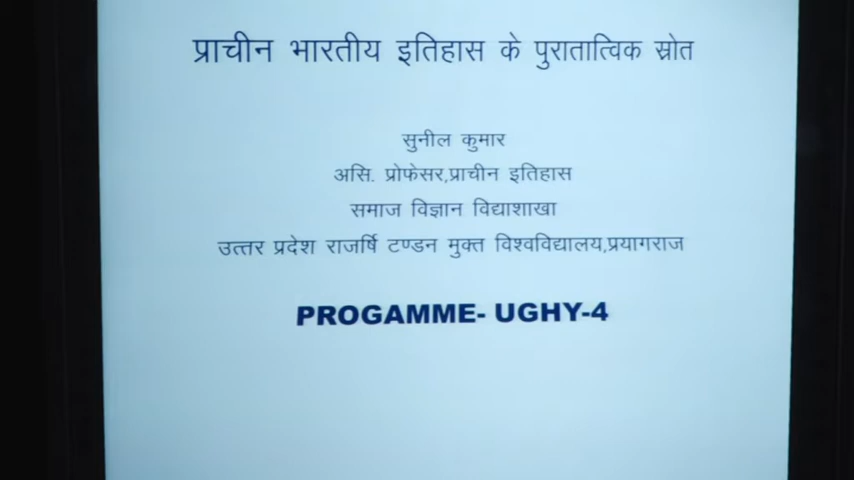 प्राचीन भारतीय इतिहास के पुरातात्विक स्रोत
सुनील कुमार
असि. प्रोफेसर,प्राचीन इतिहास
समाज विज्ञान विद्याशाखा
उत्तर प्रदेश राजर्षि टण्डन मुक्त विश्वविद्यालय,प्रयागराज
PROGAMME- UGHY-4